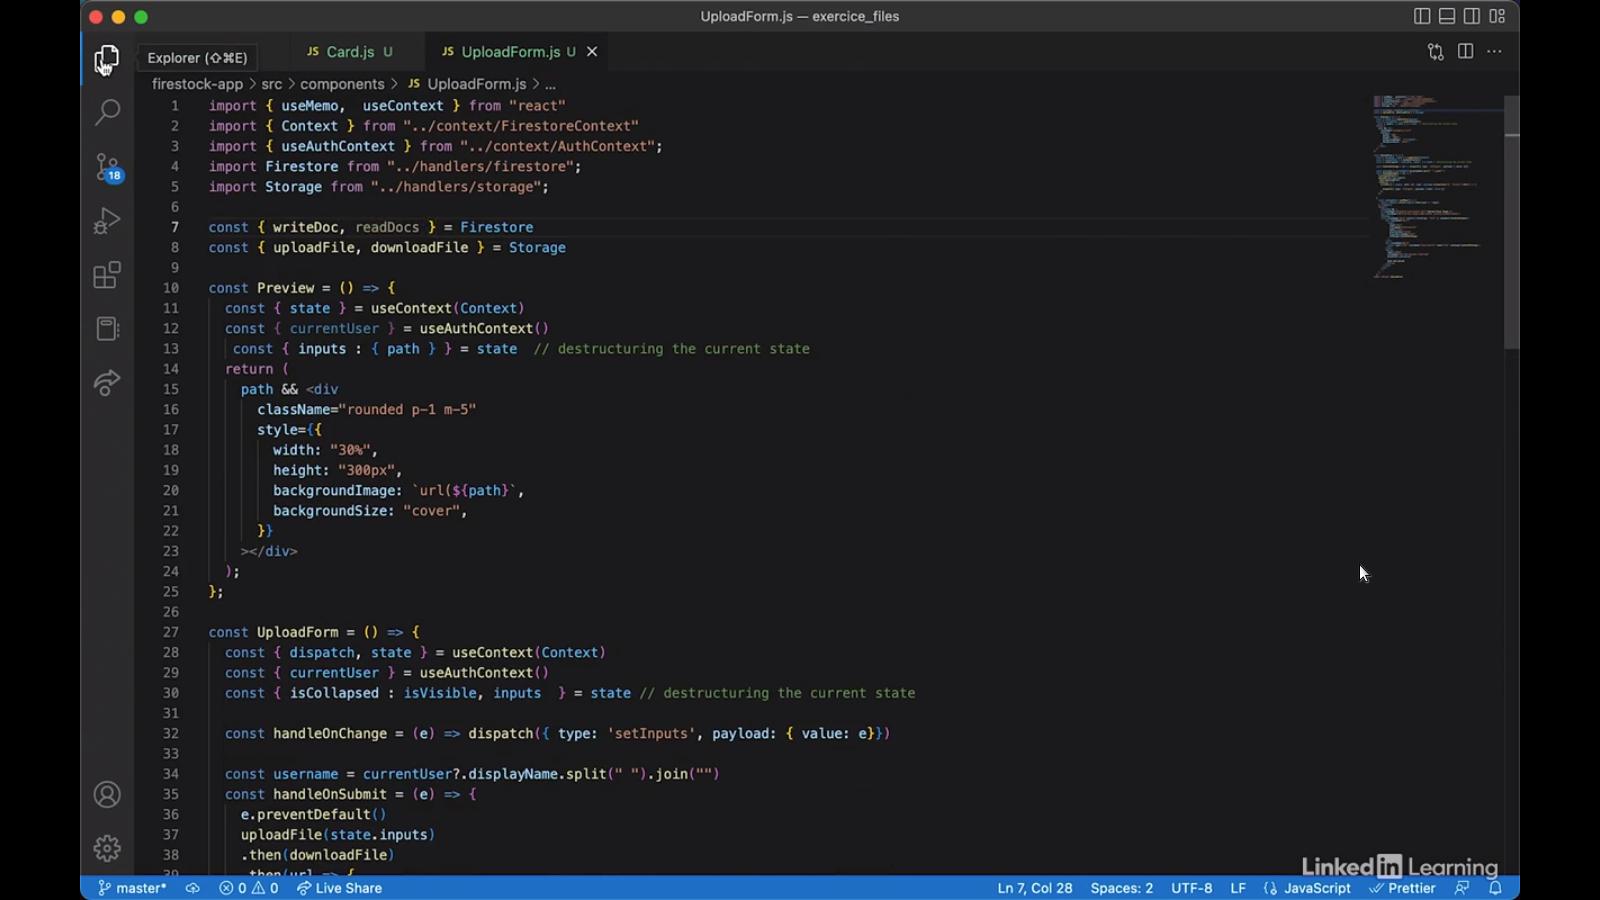 UploadForm.js — exercice_files
Explorer (⇧⌘E)
JS Card.js U
JS UploadForm.js U
firestock-app > src > components > JS UploadForm.js > ...
1 import { useMemo,  useContext } from "react"
2 import { Context } from "../context/FirestoreContext"
3 import { useAuthContext } from "../context/AuthContext";
4 import Firestore from "../handlers/firestore";
5 import Storage from "../handlers/storage";
6
7 const { writeDoc, readDocs } = Firestore
8 const { uploadFile, downloadFile } = Storage
9
10 const Preview = () => {
11 const { state } = useContext(Context)
12 const { currentUser } = useAuthContext()
13 const { inputs : { path } } = state  // destructuring the current state
14 return (
15 path && <div
16 className="rounded p-1 m-5"
17 style={{
18 width: "30%",
19 height: "300px",
20 backgroundImage: `url(${path}`,
21 backgroundSize: "cover",
22 }}
23 ></div>
24 );
25 };
26
27 const UploadForm = () => {
28 const { dispatch, state } = useContext(Context)
29 const { currentUser } = useAuthContext()
30 const { isCollapsed : isVisible, inputs  } = state // destructuring the current state
31
32 const handleOnChange = (e) => dispatch({ type: 'setInputs', payload: { value: e}})
33
34 const username = currentUser?.displayName.split(" ").join("")
35 const handleOnSubmit = (e) => {
36 e.preventDefault()
37 uploadFile(state.inputs)
38 .then(downloadFile)
39 .then(url => {
18
LinkedIn Learning
master* 0 0 Live Share Ln 7, Col 28 Spaces: 2 UTF-8 LF JavaScript Prettier